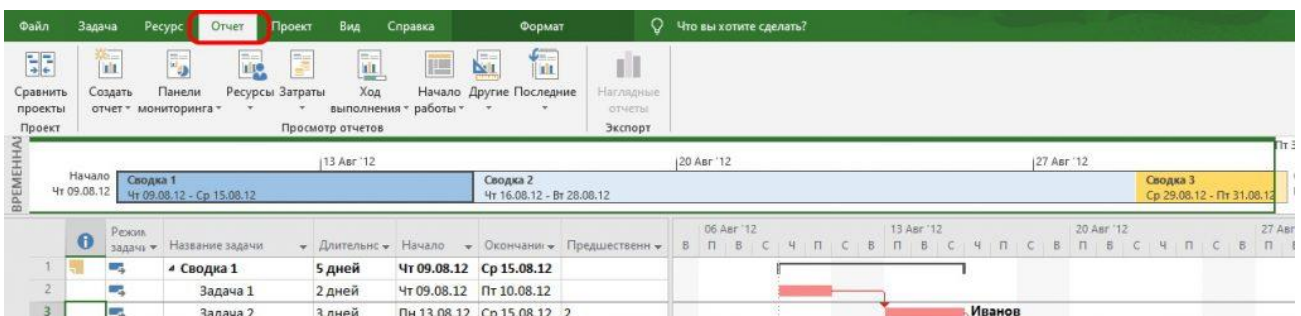 Файл Задача Ресурс Отчет Проект Вид Справка Формат Что вы хотите сделать?
Сравнить проекты
Создать отчет
Панели мониторинга
Ресурсы
Затраты
Ход выполнения
Начало работы
Другие
Последние
Наглядные отчеты
Проект Просмотр отчетов Экспорт
13 Авг '12 20 Авг '12 27 Авг '12
Начало
Чт 09.08.12
Сводка 1
Чт 09.08.12 - Ср 15.08.12
Сводка 2
Чт 16.08.12 - Вт 28.08.12
Сводка 3
Ср 29.08.12 - Пт 31.08.12
Режим задачи Название задачи Длительнс Начало Окончани Предшественн
06 Авг '12 13 Авг '12 20 Авг '12 27 Авг
В П В С Ч П С В П В С Ч П С В П В С Ч П С В П
1 Сводка 1 5 дней Чт 09.08.12 Ср 15.08.12
2 Задача 1 2 дней Чт 09.08.12 Пт 10.08.12
3 Задача 2 3 дней Пн 13.08.12 Ср 15.08.12 2
Иванов